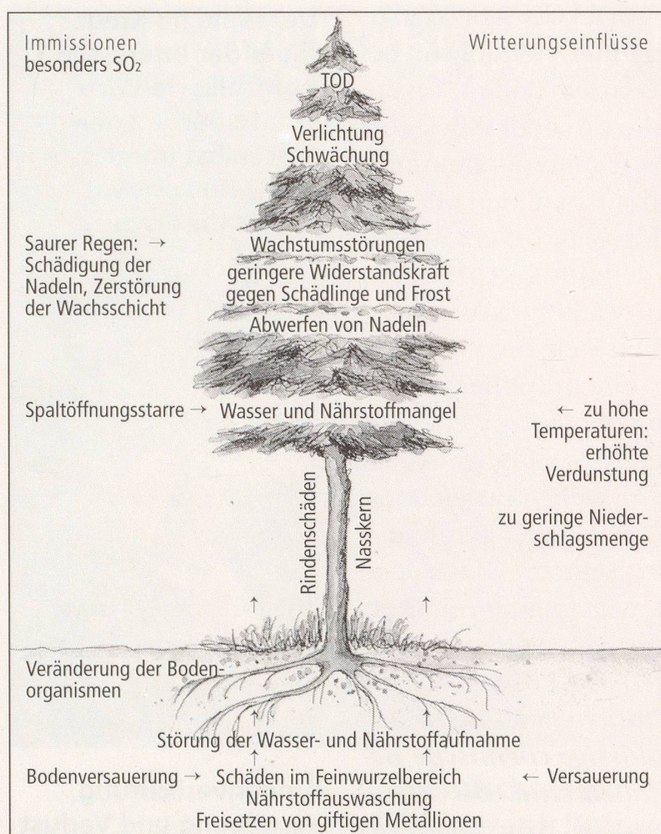 Immissionen
besonders SO₂
Witterungseinflüsse
TOD
Verlichtung
Schwächung
Saurer Regen: →
Schädigung der
Nadeln, Zerstörung
der Wachsschicht
Wachstumsstörungen
geringere Widerstandskraft
gegen Schädlinge und Frost
Abwerfen von Nadeln
Spaltöffnungsstarre →
Wasser und Nährstoffmangel
← zu hohe
Temperaturen:
erhöhte
Verdunstung
zu geringe Nieder-
schlagsmenge
Rindenschäden
Nasskern
Veränderung der Boden-
organismen
Störung der Wasser- und Nährstoffaufnahme
Bodenversauerung →
Schäden im Feinwurzelbereich
Nährstoffauswaschung
Freisetzen von giftigen Metallionen
← Versauerung